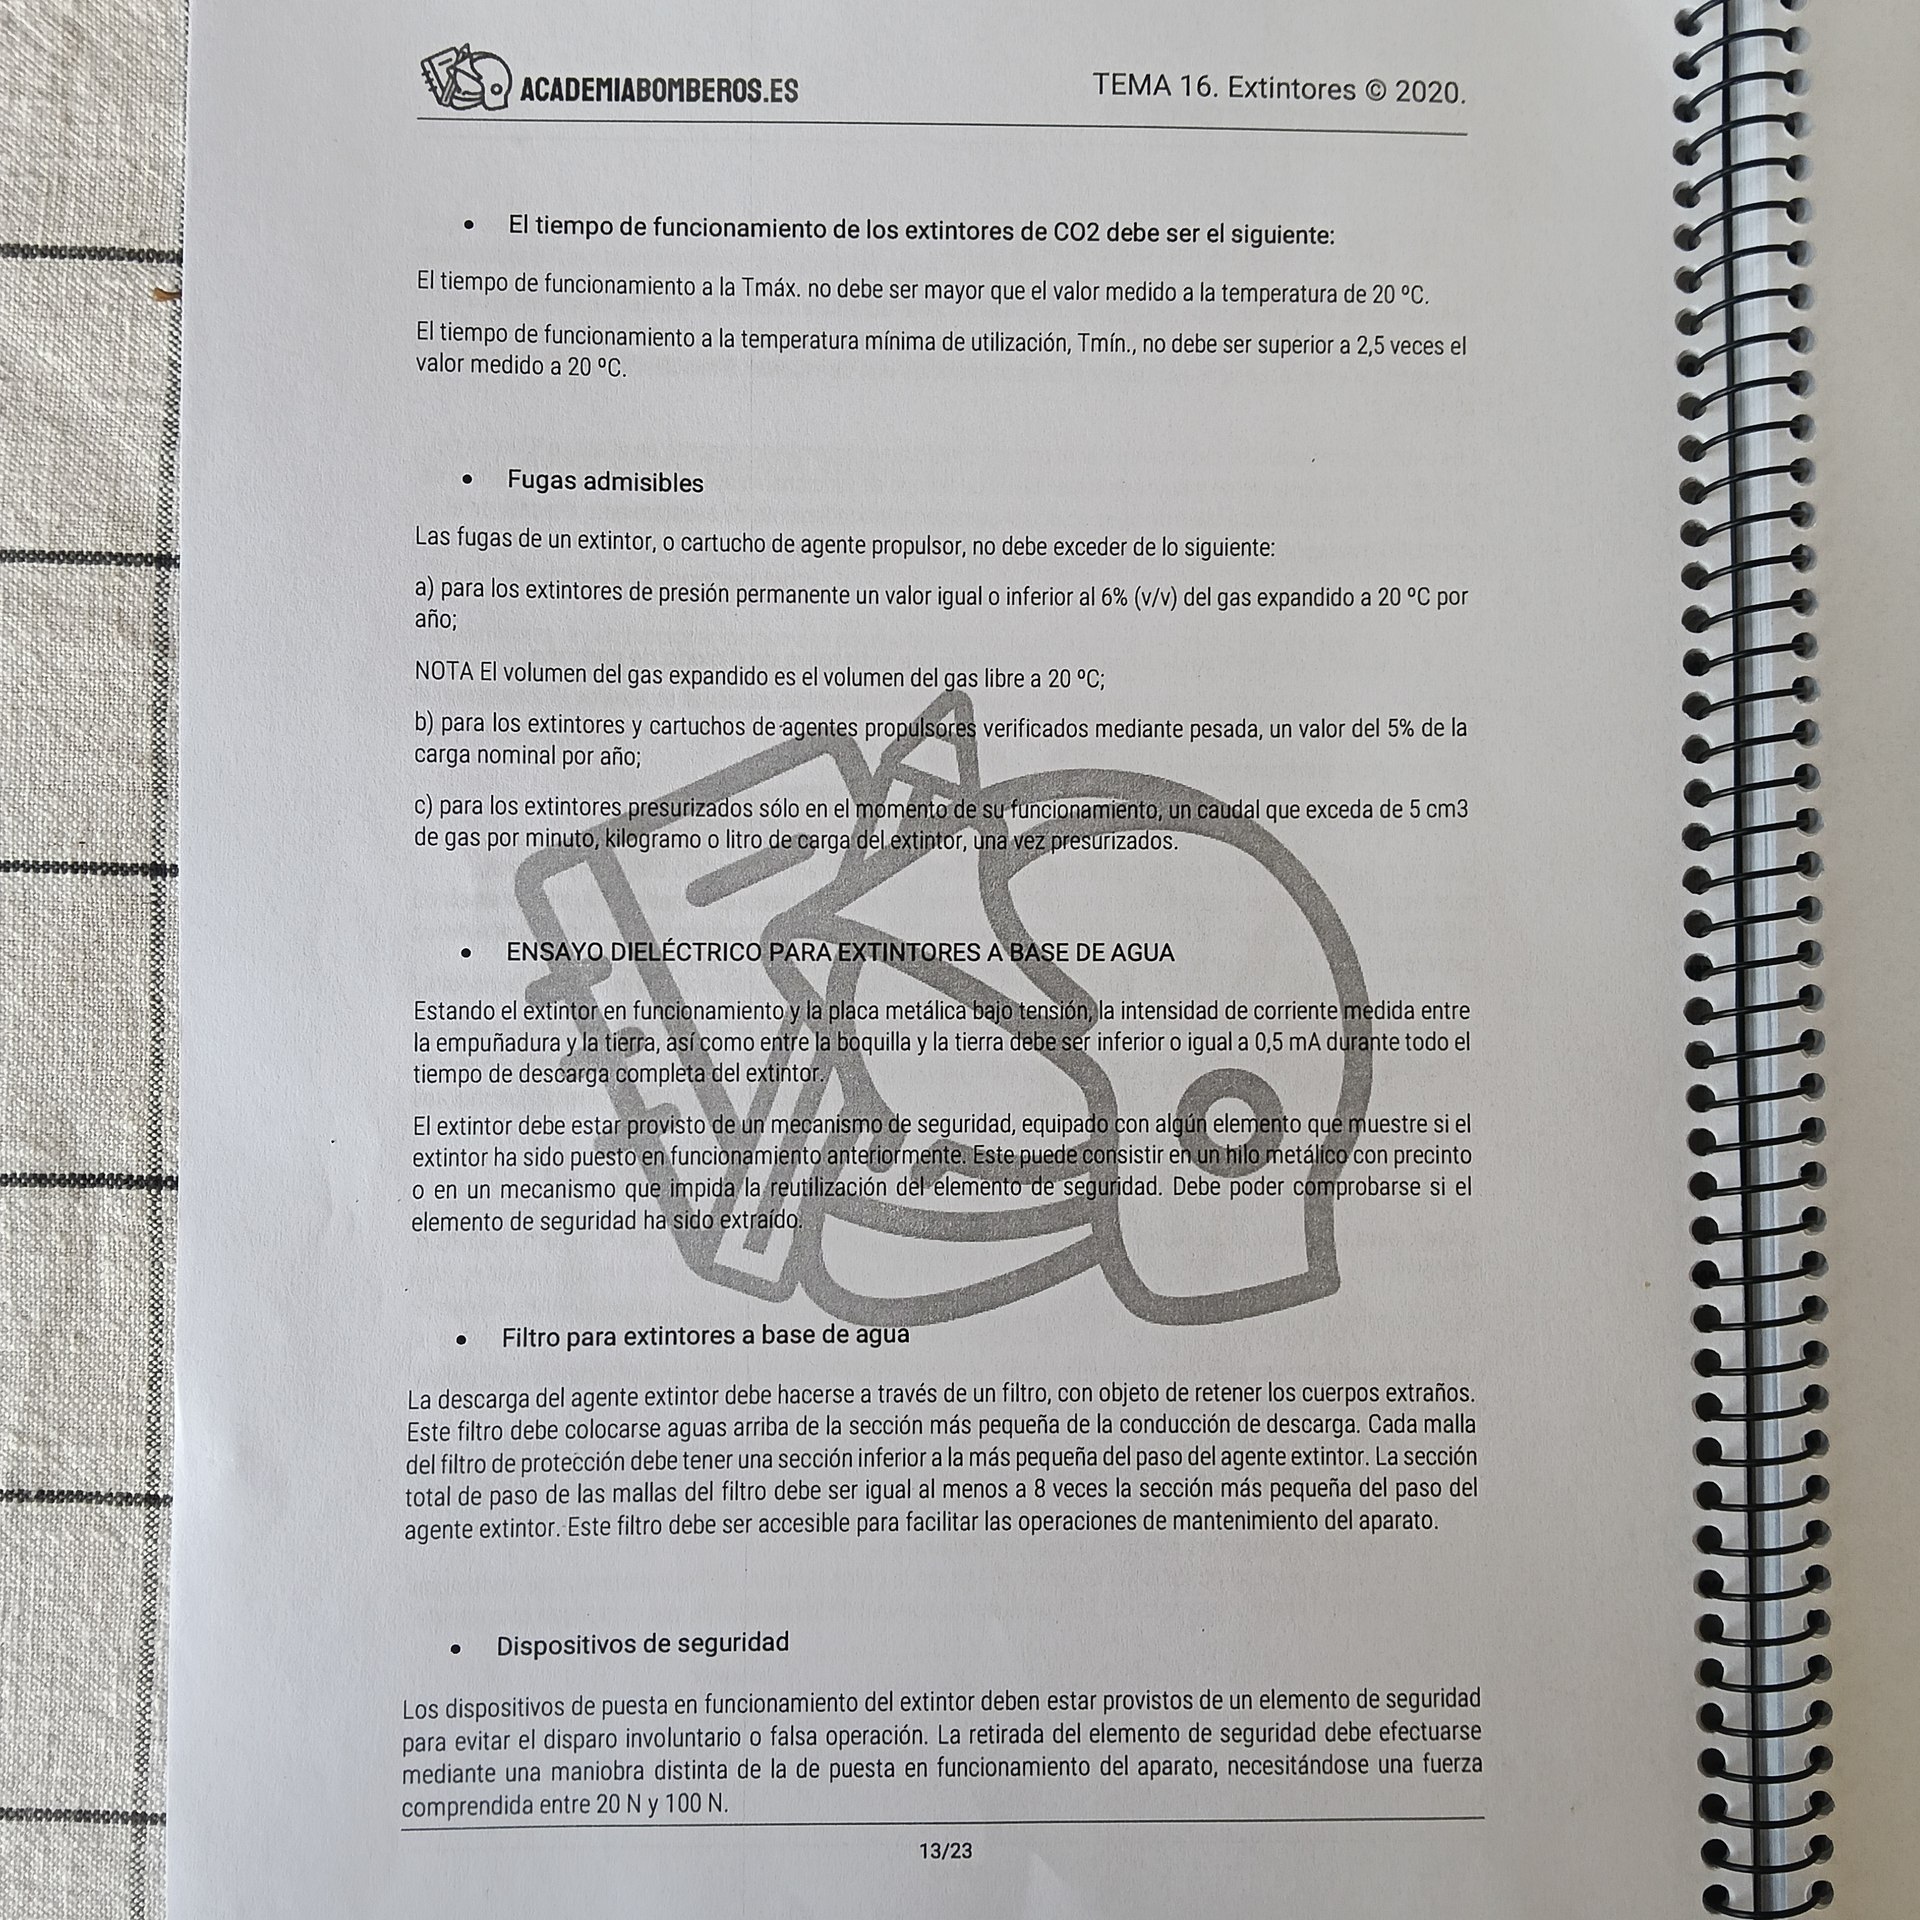 ACADEMIABOMBEROS.ES
TEMA 16. Extintores © 2020.
• El tiempo de funcionamiento de los extintores de CO2 debe ser el siguiente:
El tiempo de funcionamiento a la Tmáx. no debe ser mayor que el valor medido a la temperatura de 20 ºC.
El tiempo de funcionamiento a la temperatura mínima de utilización, Tmín., no debe ser superior a 2,5 veces el
valor medido a 20 ºC.
• Fugas admisibles
Las fugas de un extintor, o cartucho de agente propulsor, no debe exceder de lo siguiente:
a) para los extintores de presión permanente un valor igual o inferior al 6% (v/v) del gas expandido a 20 ºC por
año;
NOTA El volumen del gas expandido es el volumen del gas libre a 20 ºC;
b) para los extintores y cartuchos de agentes propulsores verificados mediante pesada, un valor del 5% de la
carga nominal por año;
c) para los extintores presurizados sólo en el momento de su funcionamiento, un caudal que exceda de 5 cm3
de gas por minuto, kilogramo o litro de carga del extintor, una vez presurizados.
• ENSAYO DIELÉCTRICO PARA EXTINTORES A BASE DE AGUA
Estando el extintor en funcionamiento y la placa metálica bajo tensión, la intensidad de corriente medida entre
la empuñadura y la tierra, así como entre la boquilla y la tierra debe ser inferior o igual a 0,5 mA durante todo el
tiempo de descarga completa del extintor.
El extintor debe estar provisto de un mecanismo de seguridad, equipado con algún elemento que muestre si el
extintor ha sido puesto en funcionamiento anteriormente. Este puede consistir en un hilo metálico con precinto
o en un mecanismo que impida la reutilización del elemento de seguridad. Debe poder comprobarse si el
elemento de seguridad ha sido extraído.
• Filtro para extintores a base de agua
La descarga del agente extintor debe hacerse a través de un filtro, con objeto de retener los cuerpos extraños.
Este filtro debe colocarse aguas arriba de la sección más pequeña de la conducción de descarga. Cada malla
del filtro de protección debe tener una sección inferior a la más pequeña del paso del agente extintor. La sección
total de paso de las mallas del filtro debe ser igual al menos a 8 veces la sección más pequeña del paso del
agente extintor. Este filtro debe ser accesible para facilitar las operaciones de mantenimiento del aparato.
• Dispositivos de seguridad
Los dispositivos de puesta en funcionamiento del extintor deben estar provistos de un elemento de seguridad
para evitar el disparo involuntario o falsa operación. La retirada del elemento de seguridad debe efectuarse
mediante una maniobra distinta de la de puesta en funcionamiento del aparato, necesitándose una fuerza
comprendida entre 20 N y 100 N.
13/23